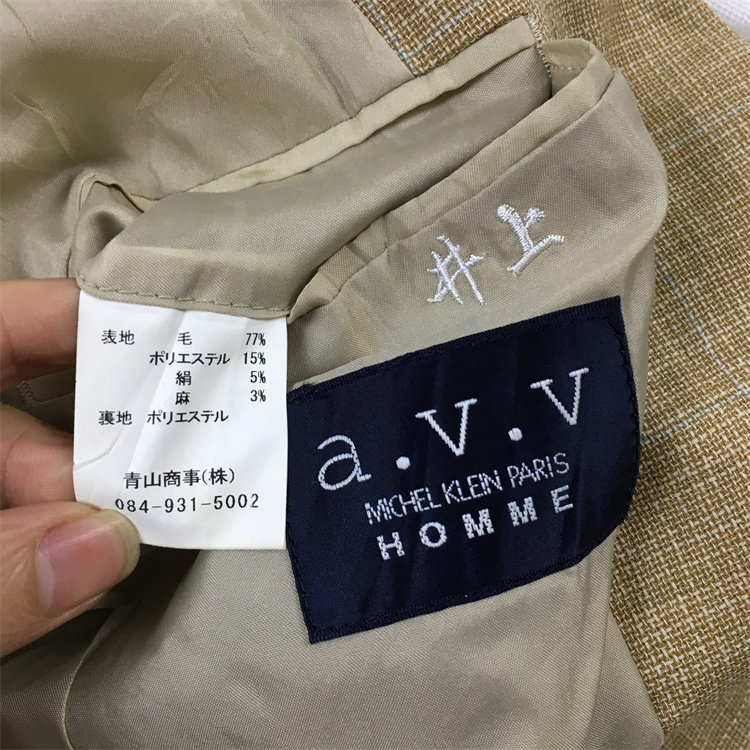 井上
表地 毛 77%
ポリエステル 15%
絹 5%
麻 3%
裏地 ポリエステル
青山商事(株)
084-931-5002
a.v.v
MICHEL KLEIN PARIS
HOMME